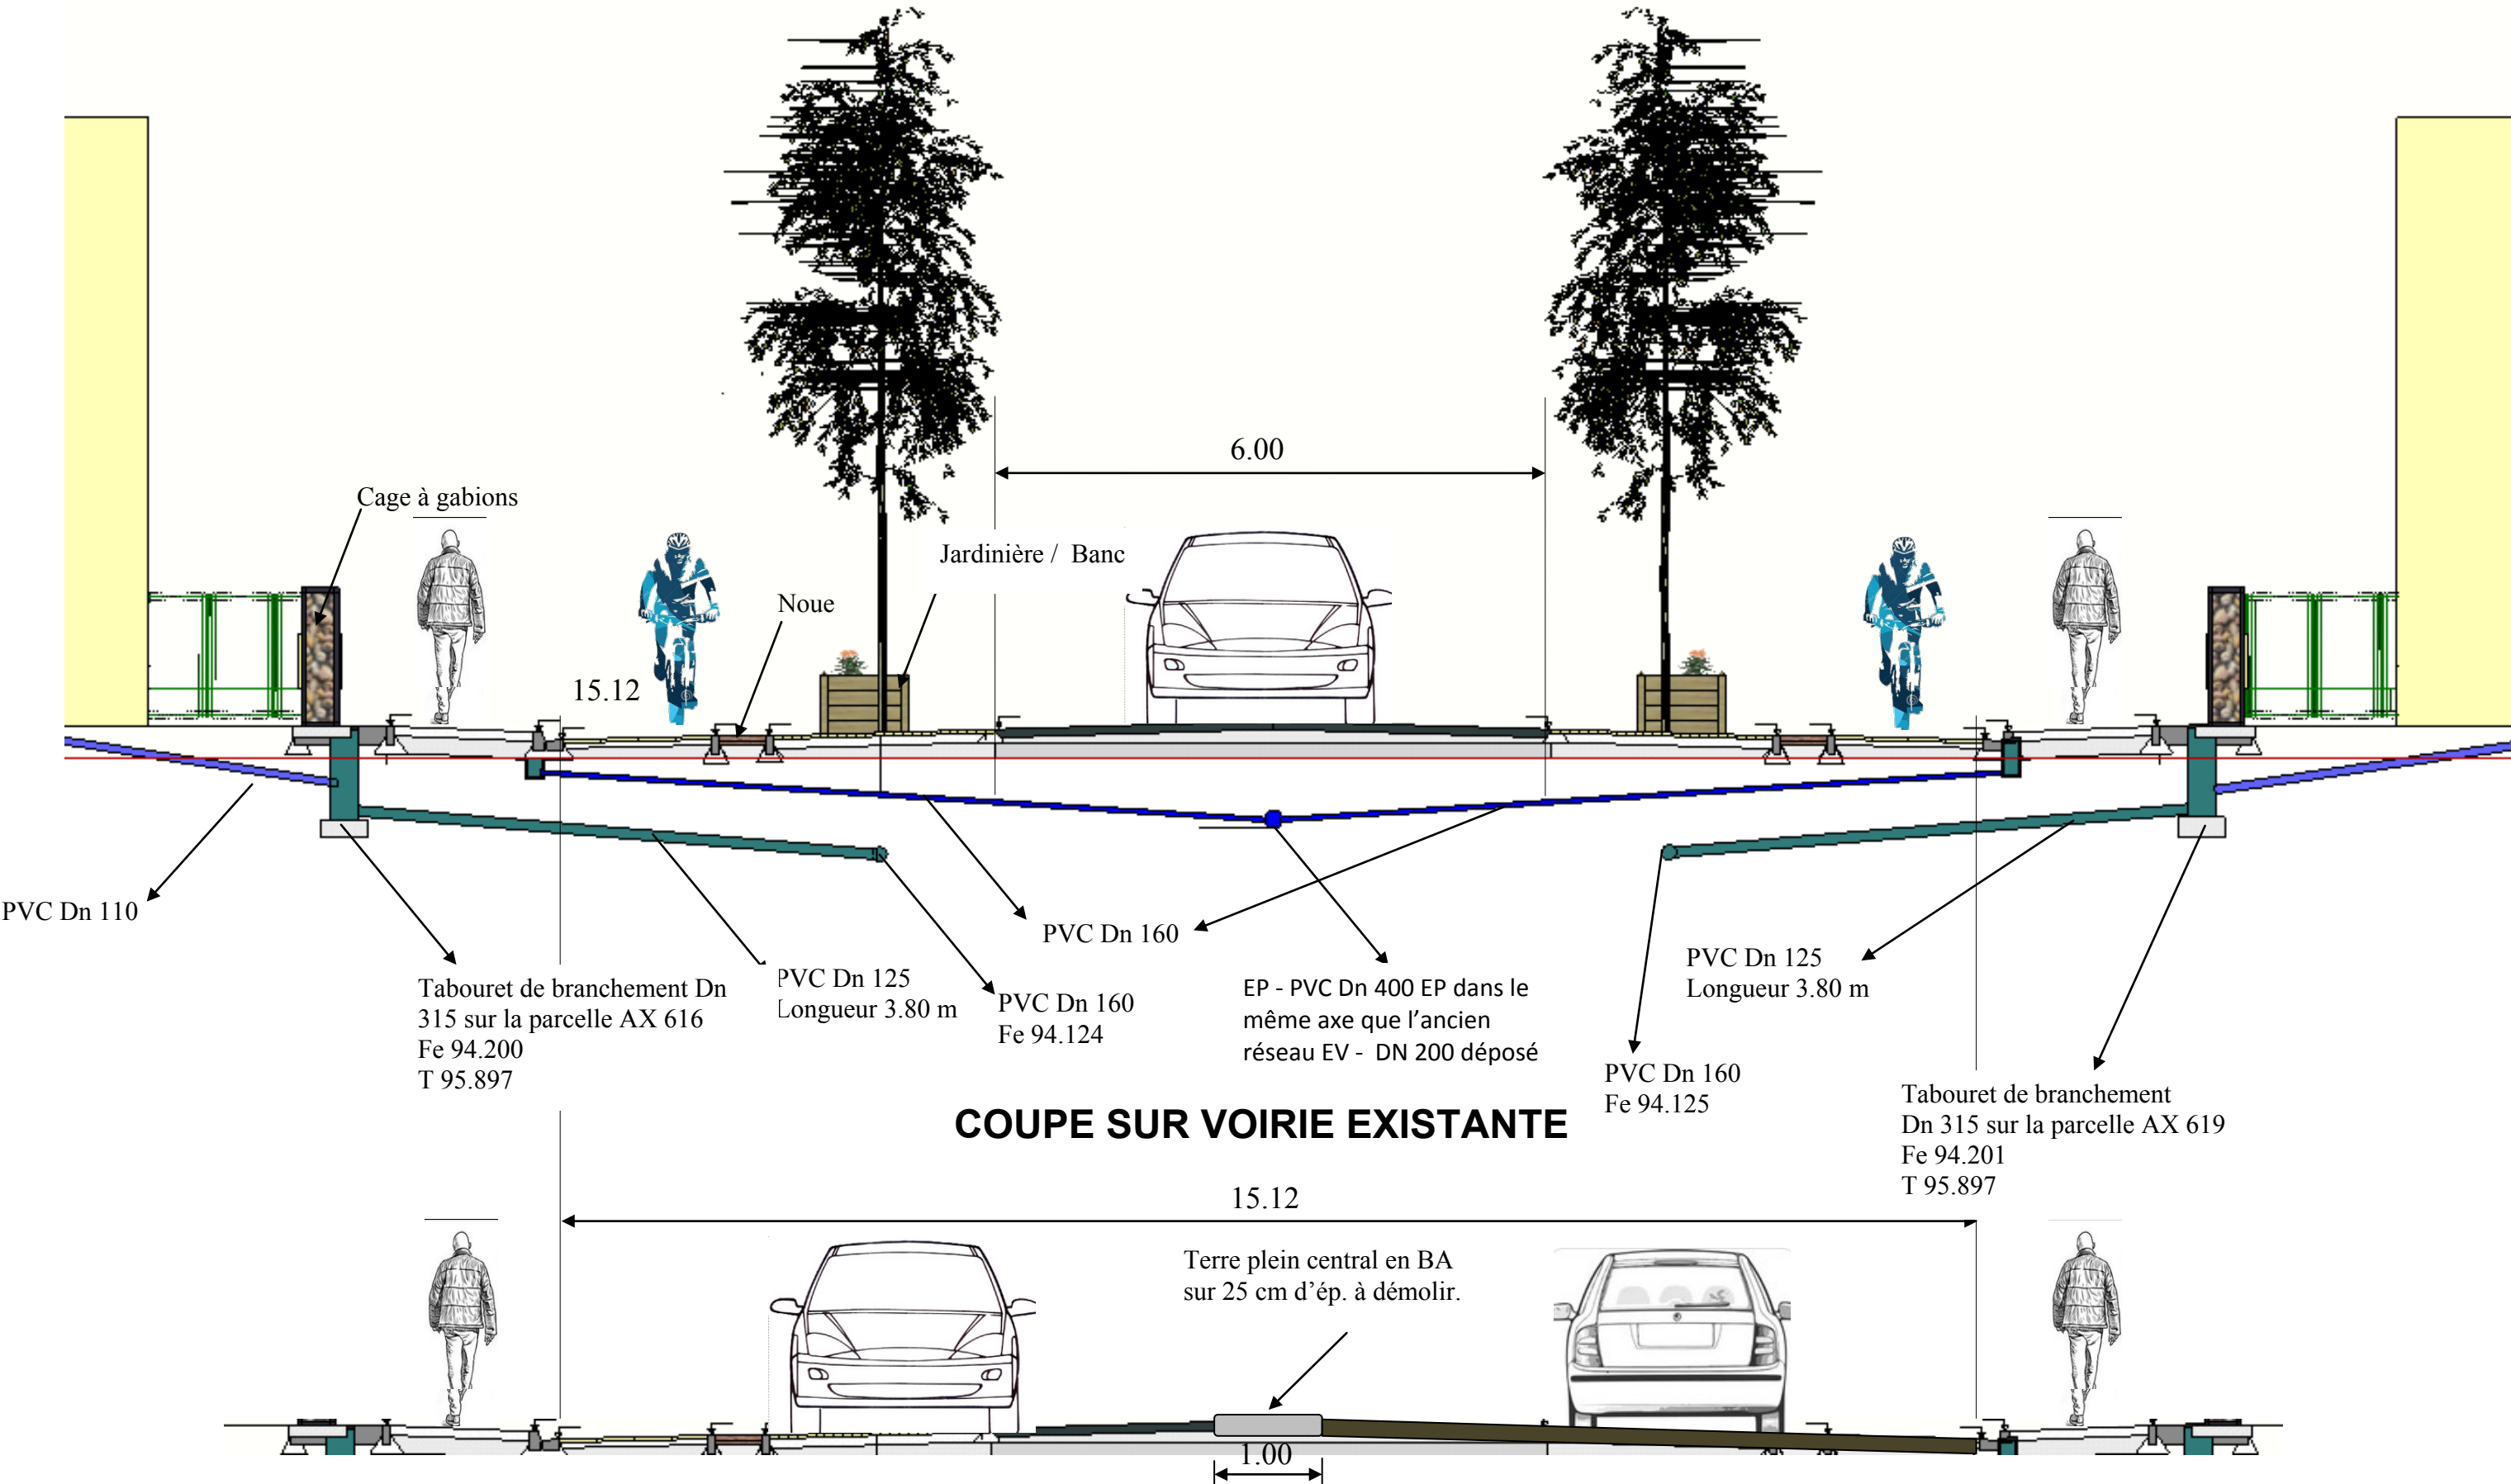 6.00
Cage à gabions
Jardinière /  Banc
Noue
15.12
PVC Dn 110
PVC Dn 160
Tabouret de branchement Dn
315 sur la parcelle AX 616
Fe 94.200
T 95.897
PVC Dn 125
Longueur 3.80 m
PVC Dn 160
Fe 94.124
EP - PVC Dn 400 EP dans le
même axe que l’ancien
réseau EV -  DN 200 déposé
PVC Dn 125
Longueur 3.80 m
PVC Dn 160
Fe 94.125
Tabouret de branchement
Dn 315 sur la parcelle AX 619
Fe 94.201
T 95.897
COUPE SUR VOIRIE EXISTANTE
15.12
Terre plein central en BA
sur 25 cm d’ép. à démolir.
1.00